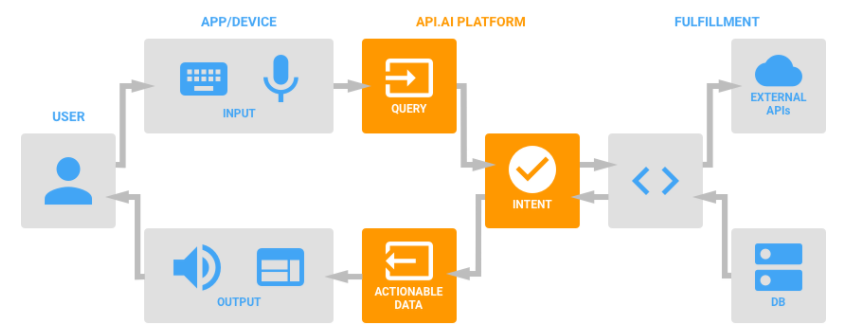 APP/DEVICE
API.AI PLATFORM
FULFILLMENT
USER
INPUT
QUERY
EXTERNAL
APIs
INTENT
OUTPUT
ACTIONABLE
DATA
DB